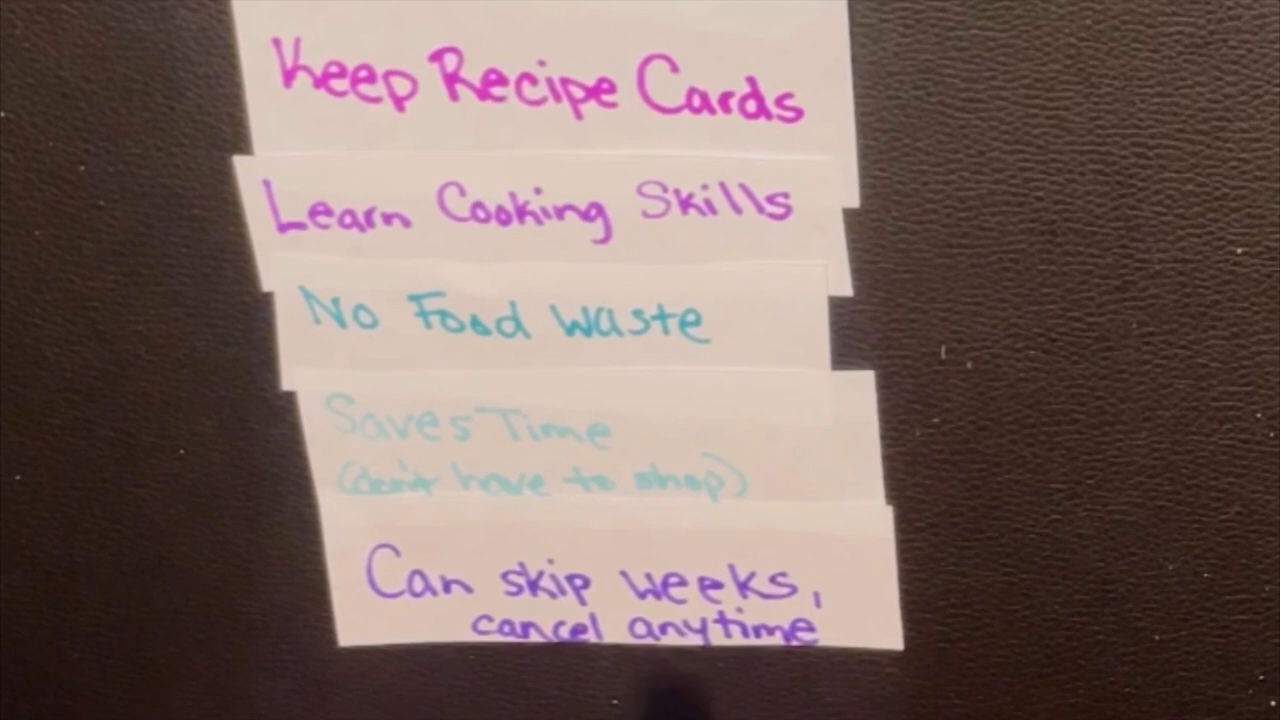 Keep Recipe Cards
Learn Cooking Skills
No Food Waste
Saves Time
(don't have to shop)
Can skip weeks,
cancel anytime